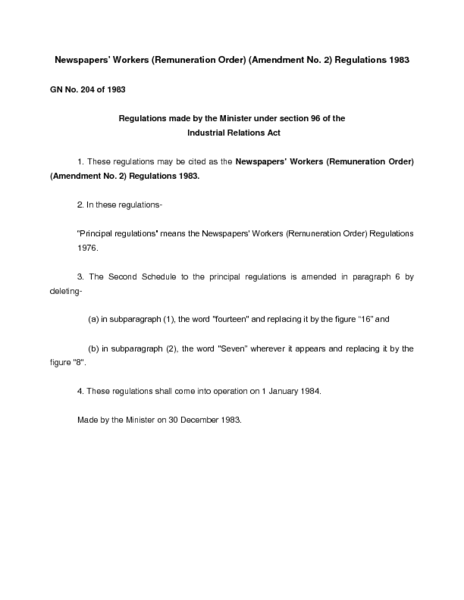 Newspapers' Workers (Remuneration Order) (Amendment No. 2) Regulations 1983
GN No. 204 of 1983
Regulations made by the Minister under section 96 of the
Industrial Relations Act
1. These regulations may be cited as the Newspapers' Workers (Remuneration Order)
(Amendment No. 2) Regulations 1983.
2. In these regulations-
"Principal regulations" means the Newspapers' Workers (Remuneration Order) Regulations
1976.
3. The Second Schedule to the principal regulations is amended in paragraph 6 by
deleting-
(a) in subparagraph (1), the word "fourteen" and replacing it by the figure "16" and
(b) in subparagraph (2), the word "Seven" wherever it appears and replacing it by the
figure "8".
4. These regulations shall come into operation on 1 January 1984.
Made by the Minister on 30 December 1983.